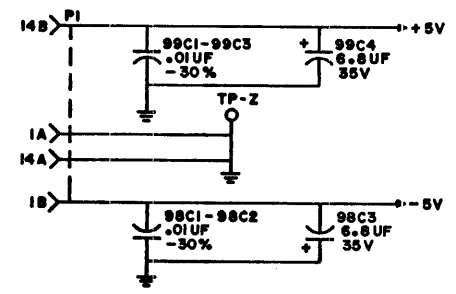 P1
14B
+5V
99C1-99C3
.01UF
-30%
+
99C4
6.8UF
35V
TP-Z
1A
14A
1B
-5V
98C1-98C2
.01UF
-30%
98C3
6.8UF
+
35V